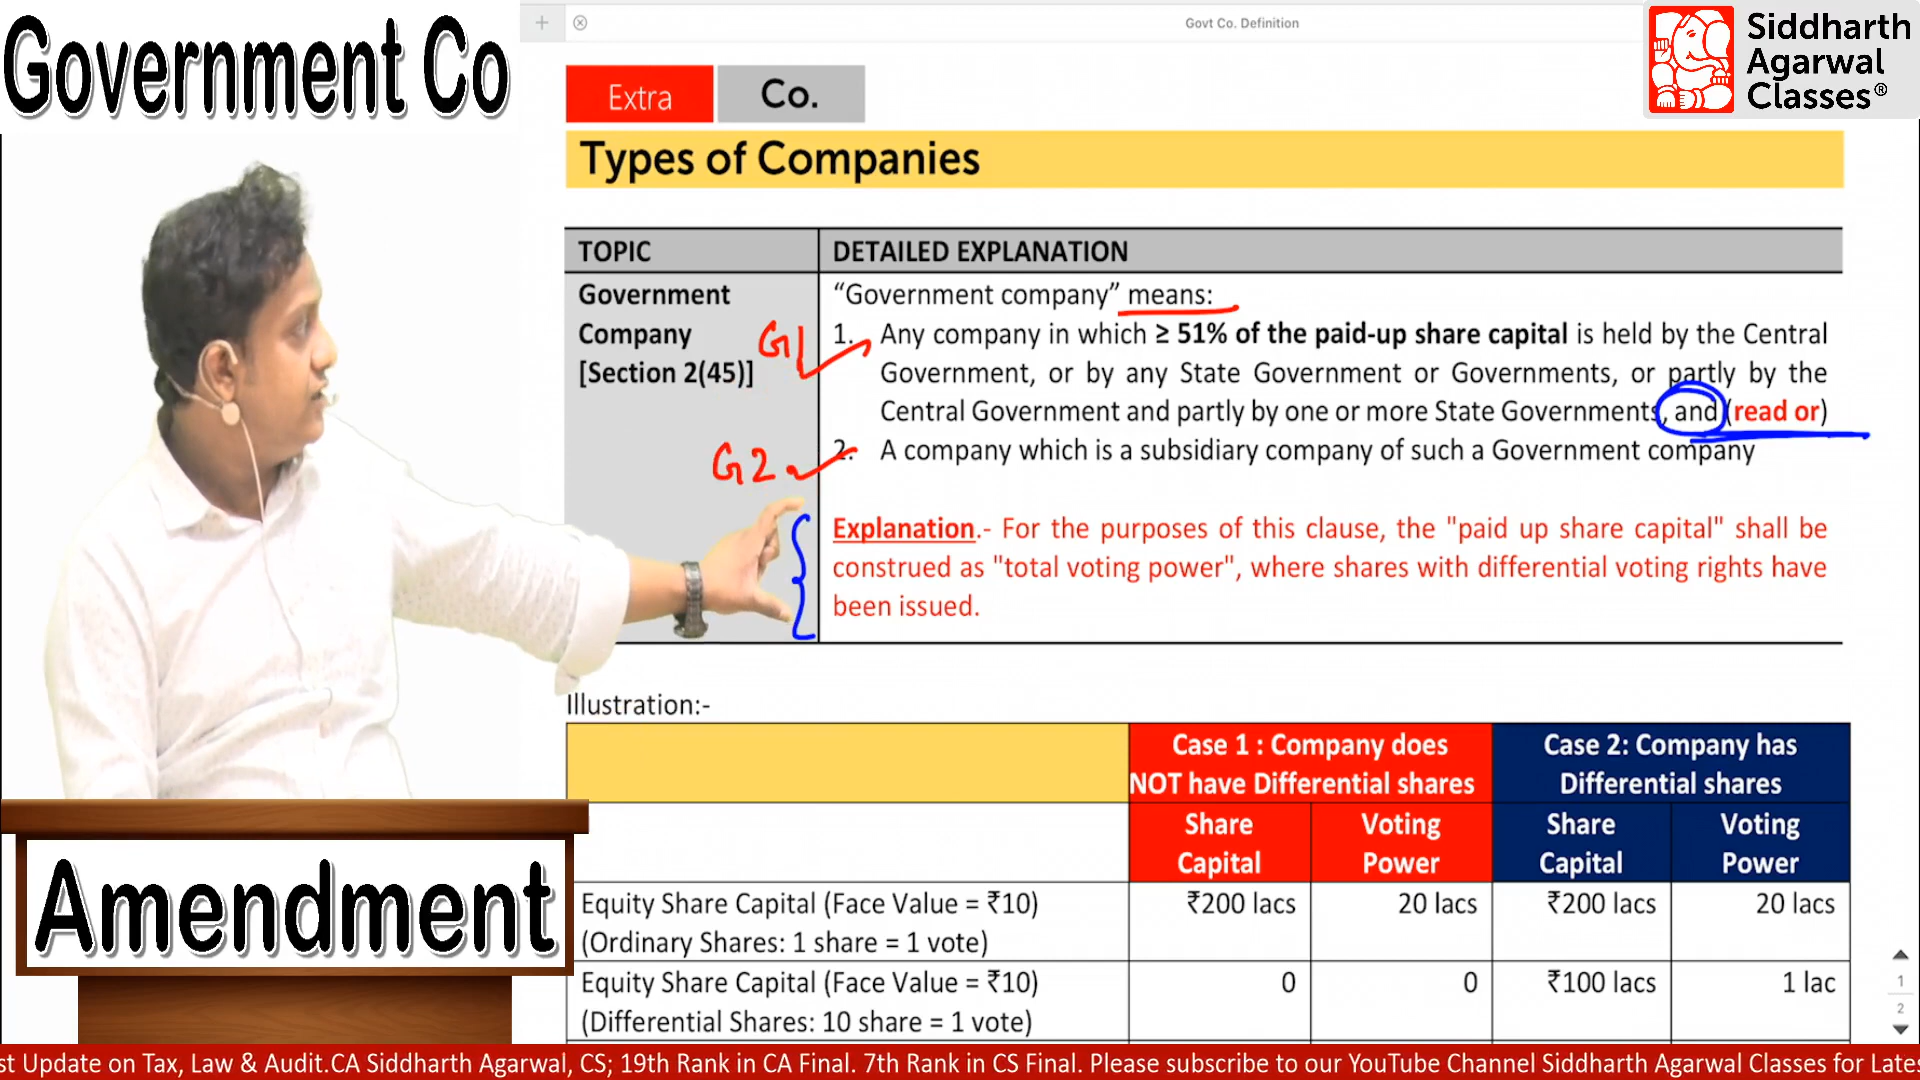 Government Co
Govt Co. Definition
Siddharth
Agarwal
Classes®
Extra
Co.
Types of Companies
TOPIC
DETAILED EXPLANATION
Government
Company
[Section 2(45)]
G1
G2
“Government company” means:
1. Any company in which ≥ 51% of the paid-up share capital is held by the Central
Government, or by any State Government or Governments, or partly by the
Central Government and partly by one or more State Governments, and (read or)
2. A company which is a subsidiary company of such a Government company
Explanation.- For the purposes of this clause, the "paid up share capital" shall be
construed as "total voting power", where shares with differential voting rights have
been issued.
Illustration:-
Case 1 : Company does
NOT have Differential shares
Case 2: Company has
Differential shares
Share
Capital
Voting
Power
Share
Capital
Voting
Power
Equity Share Capital (Face Value = ₹10)
(Ordinary Shares: 1 share = 1 vote)
₹200 lacs
20 lacs
₹200 lacs
20 lacs
Equity Share Capital (Face Value = ₹10)
(Differential Shares: 10 share = 1 vote)
0
0
₹100 lacs
1 lac
1
2
Amendment
st Update on Tax, Law & Audit.CA Siddharth Agarwal, CS; 19th Rank in CA Final. 7th Rank in CS Final. Please subscribe to our YouTube Channel Siddharth Agarwal Classes for Lates